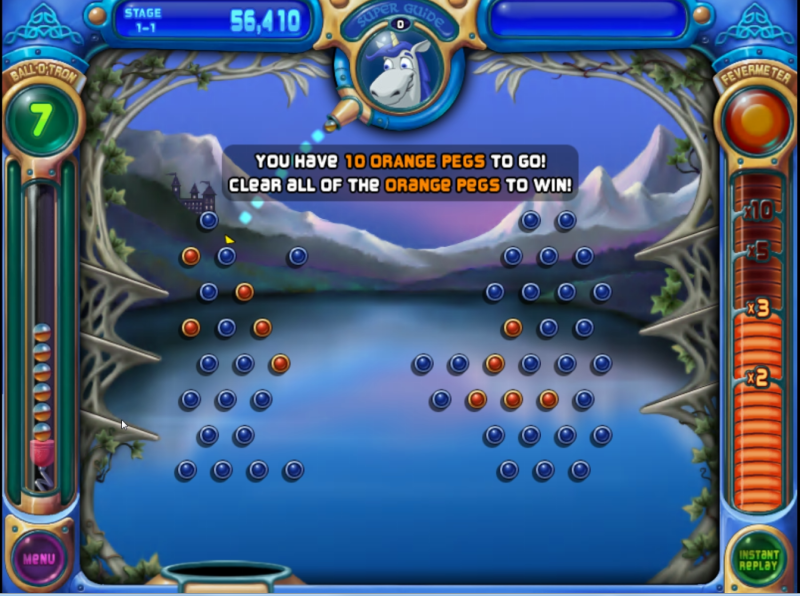 STAGE
1-1
56,410
SUPER GUIDE
0
BALL-O-TRON
7
FEVERMETER
YOU HAVE 10 ORANGE PEGS TO GO!
CLEAR ALL OF THE ORANGE PEGS TO WIN!
x10
x5
x3
x2
MENU
INSTANT
REPLAY